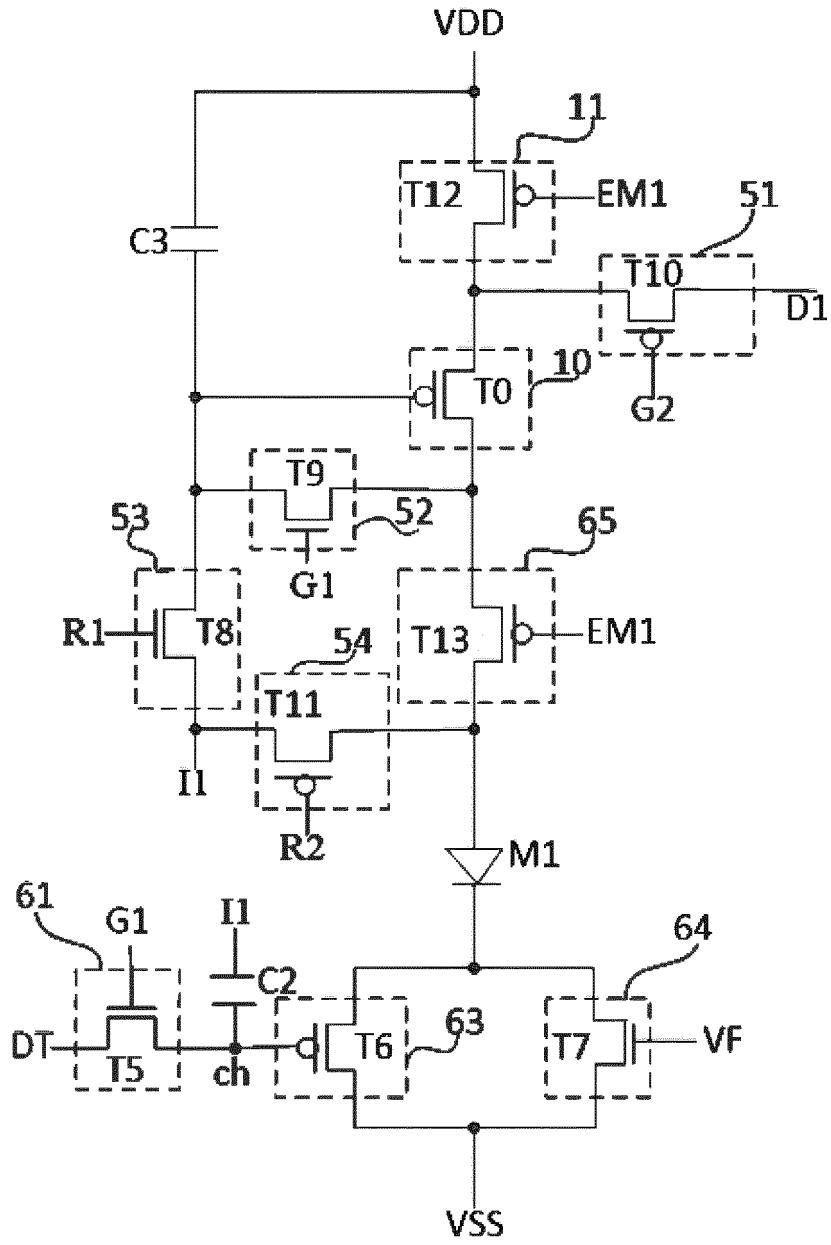 VDD
11
T12
EM1
51
C3
T10
D1
10
T0
G2
T9
53
52
65
G1
R1
T8
54
T13
EM1
T11
I1
R2
M1
61
G1
I1
64
C2
63
DT
T5
ch
T6
T7
VF
VSS